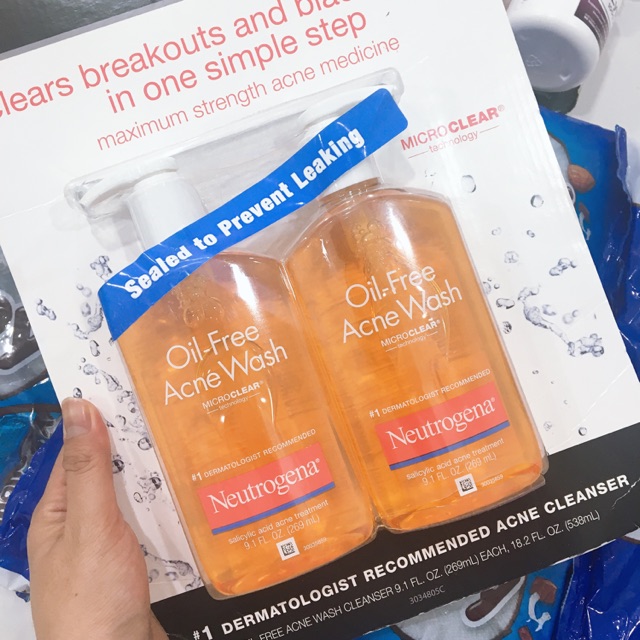 clears breakouts and
in one simple step
maximum strength acne medicine
MICROCLEAR®
technology
Sealed to Prevent Leaking
Oil-Free
Acne Wash
MICROCLEAR®
technology
#1 DERMATOLOGIST RECOMMENDED
Neutrogena®
salicylic acid acne treatment
9.1 FL OZ (269 mL)
Oil-Free
Acne Wash
MICROCLEAR®
technology
#1 DERMATOLOGIST RECOMMENDED
Neutrogena®
salicylic acid acne treatment
9.1 FL OZ (269 mL)
#1 DERMATOLOGIST RECOMMENDED ACNE CLEANSER
FREE ACNE WASH CLEANSER 9.1 FL. OZ. (269mL) EACH, 18.2 FL. OZ. (538mL)
303480SC